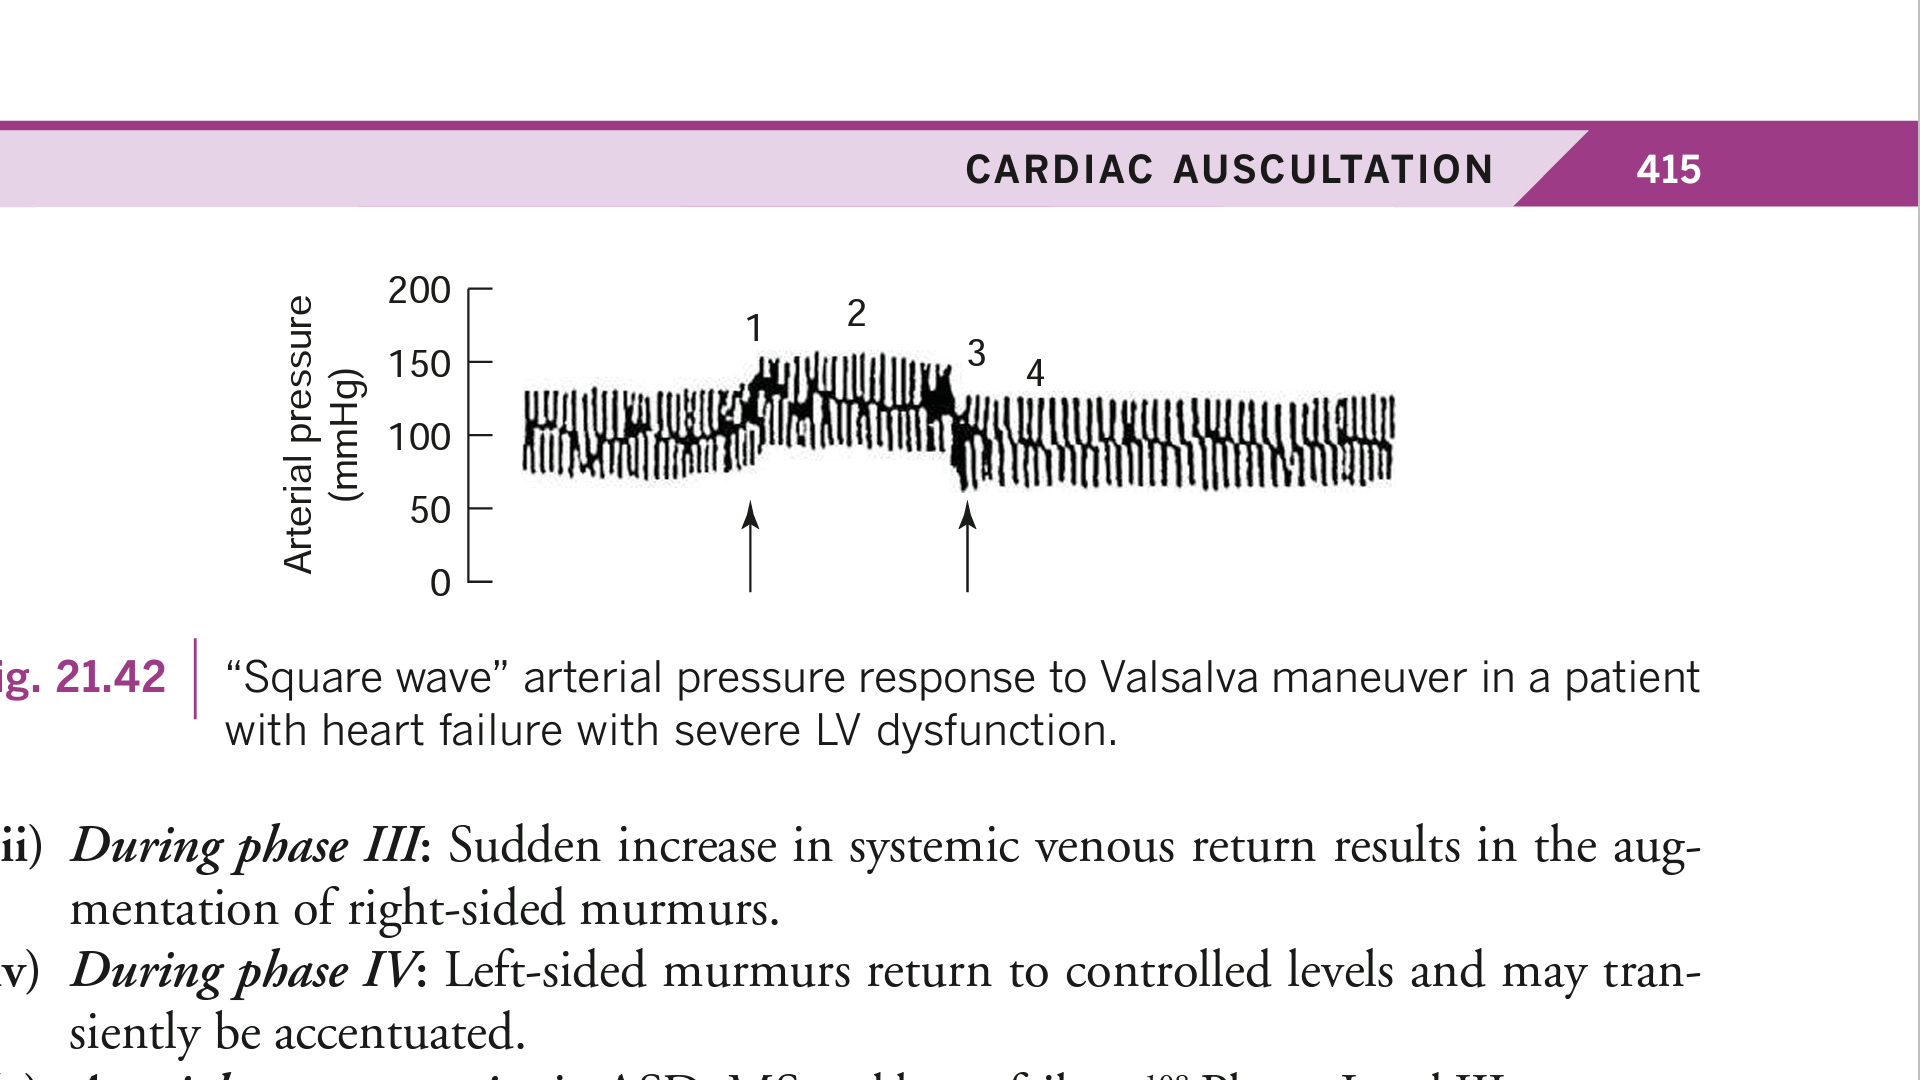 CARDIAC AUSCULTATION 415
Arterial pressure
(mmHg)
200
150
100
50
0
1
2
3
4
ig. 21.42
“Square wave” arterial pressure response to Valsalva maneuver in a patient
with heart failure with severe LV dysfunction.
ii) During phase III: Sudden increase in systemic venous return results in the aug-
mentation of right-sided murmurs.
v) During phase IV: Left-sided murmurs return to controlled levels and may tran-
siently be accentuated.